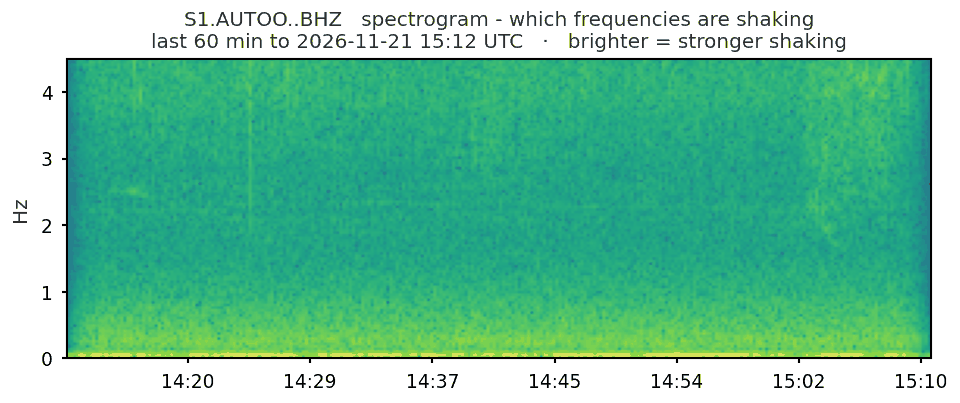 S1.AUTOO..BHZ   spectrogram - which frequencies are shaking
last 60 min to 2026-11-21 15:12 UTC   ·   brighter = stronger shaking
4
3
2
1
0
Hz
14:20 14:29 14:37 14:45 14:54 15:02 15:10